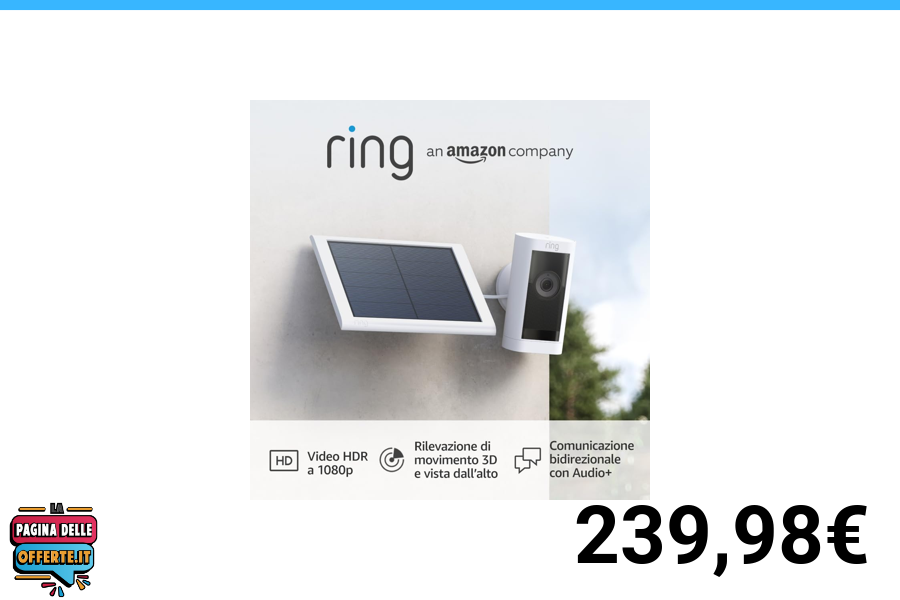 ring an amazon company
ring
HD
Video HDR
a 1080p
Rilevazione di
movimento 3D
e vista dall'alto
Comunicazione
bidirezionale
con Audio+
LA
PAGINA DELLE
OFFERTE.IT
239,98€